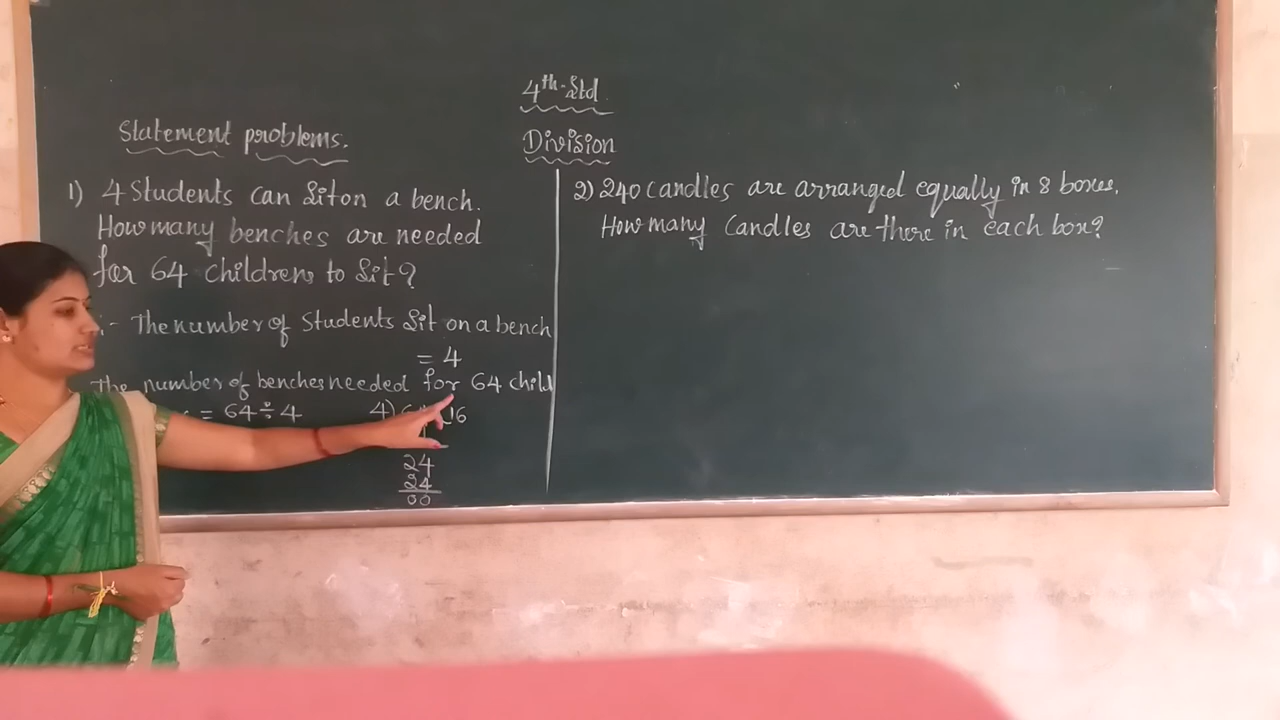 4th-Std
Division
Statement problems.
1) 4 Students can Sit on a bench.
How many benches are needed
for 64 childrens to Sit?
:- The number of Students Sit on a bench
= 4
The number of benches needed for 64 child
= 64 ÷ 4
4) 16
24
24
00
2) 240 candles are arranged equally in 8 boxes.
How many Candles are there in each box?